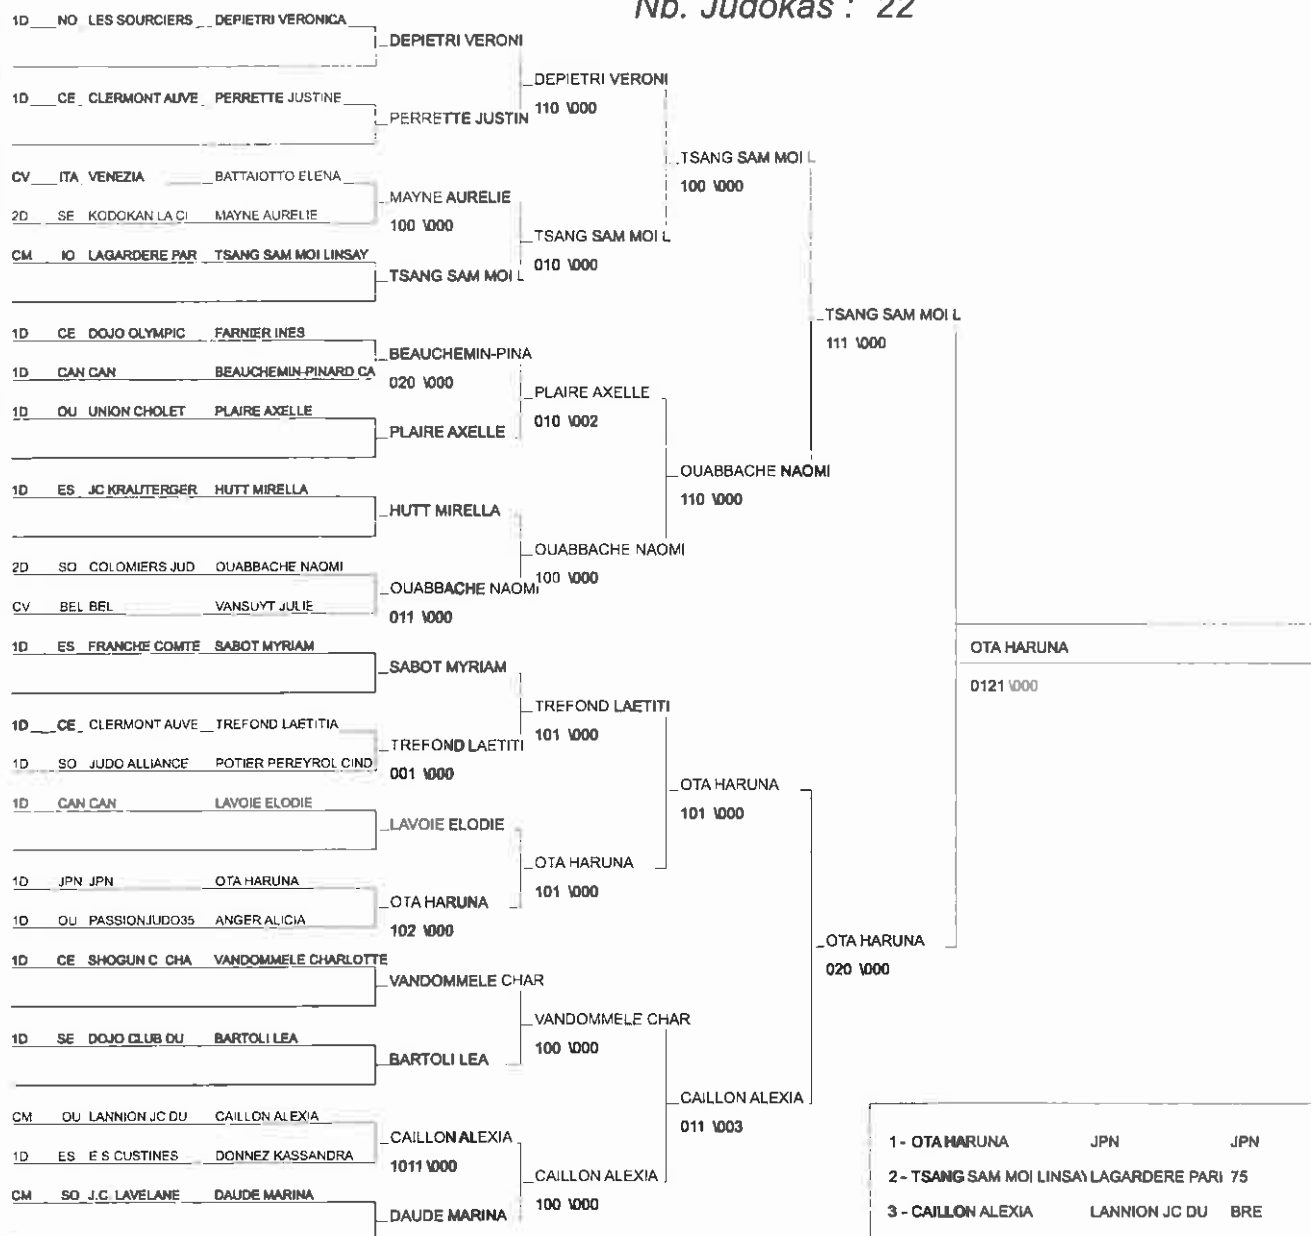 Nb. Judokas : 22
1D NO LES SOURCIERS DEPIETRI VERONICA
DEPIETRI VERONI
DEPIETRI VERONI
110 \000
1D CE CLERMONT AUVE PERRETTE JUSTINE
PERRETTE JUSTIN
TSANG SAM MOI L
100 \000
CV ITA VENEZIA BATTAIOTTO ELENA
MAYNE AURELIE
100 \000
2D SE KODOKAN LA CI MAYNE AURELIE
TSANG SAM MOI L
010 \000
CM IO LAGARDERE PAR TSANG SAM MOI LINSAY
TSANG SAM MOI L
TSANG SAM MOI L
111 \000
1D CE DOJO OLYMPIC FARNIER INES
BEAUCHEMIN-PINA
020 \000
1D CAN CAN BEAUCHEMIN-PINARD CA
PLAIRE AXELLE
010 \002
1D OU UNION CHOLET PLAIRE AXELLE
PLAIRE AXELLE
OUABBACHE NAOMI
110 \000
1D ES JC KRAUTERGER HUTT MIRELLA
HUTT MIRELLA
OUABBACHE NAOMI
100 \000
2D SO COLOMIERS JUD OUABBACHE NAOMI
OUABBACHE NAOMI
011 \000
CV BEL BEL VANSUYT JULIE
1D ES FRANCHE COMTE SABOT MYRIAM
SABOT MYRIAM
OTA HARUNA
0121 \000
TREFOND LAETITI
101 \000
1D CE CLERMONT AUVE TREFOND LAETITIA
TREFOND LAETITI
001 \000
1D SO JUDO ALLIANCE POTIER PEREYROL CIND
OTA HARUNA
101 \000
1D CAN CAN LAVOIE ELODIE
LAVOIE ELODIE
OTA HARUNA
101 \000
1D JPN JPN OTA HARUNA
OTA HARUNA
102 \000
1D OU PASSIONJUDO35 ANGER ALICIA
OTA HARUNA
020 \000
1D CE SHOGUN C CHA VANDOMMELE CHARLOTTE
VANDOMMELE CHAR
VANDOMMELE CHAR
100 \000
1D SE DOJO CLUB DU BARTOLI LEA
BARTOLI LEA
CAILLON ALEXIA
011 \003
CM OU LANNION JC DU CAILLON ALEXIA
CAILLON ALEXIA
1011 \000
1D ES E S CUSTINES DONNEZ KASSANDRA
CAILLON ALEXIA
100 \000
CM SO J.C. LAVELANE DAUDE MARINA
DAUDE MARINA
1 - OTA HARUNA JPN JPN
2 - TSANG SAM MOI LINSAY LAGARDERE PARI 75
3 - CAILLON ALEXIA LANNION JC DU BRE